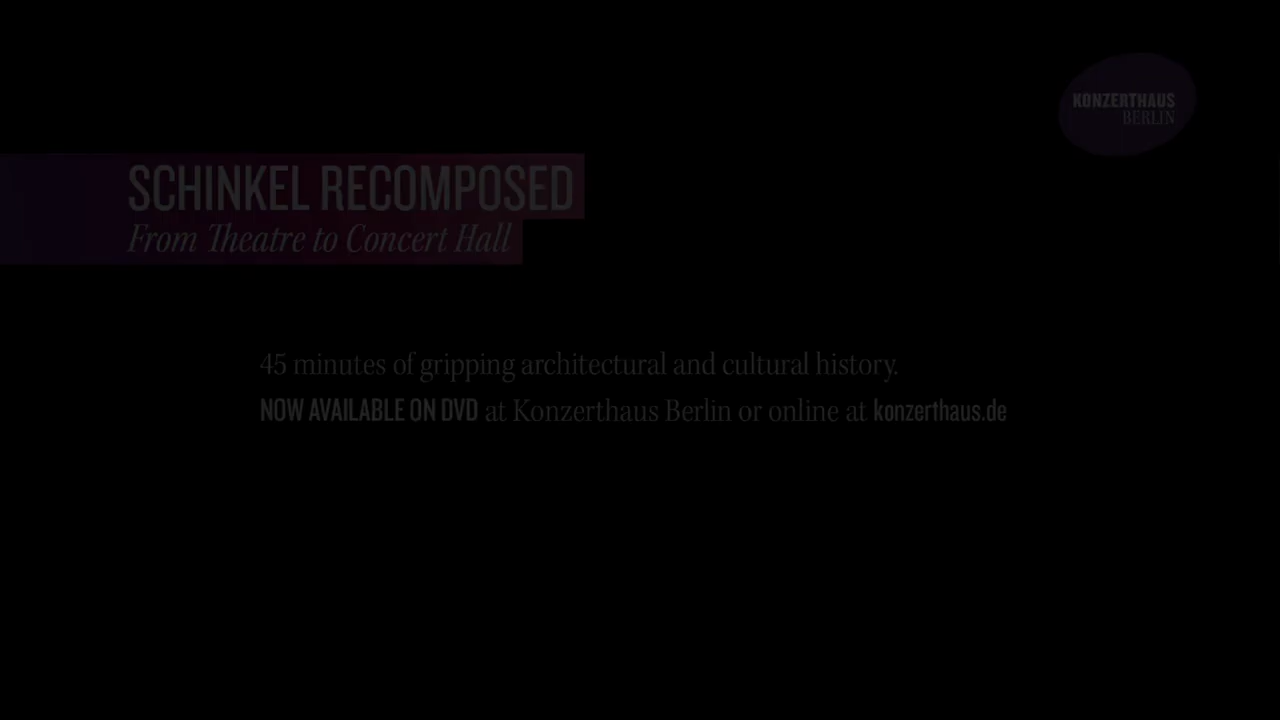 KONZERTHAUS
BERLIN
SCHINKEL RECOMPOSED
From Theatre to Concert Hall
45 minutes of gripping architectural and cultural history.
NOW AVAILABLE ON DVD at Konzerthaus Berlin or online at konzerthaus.de